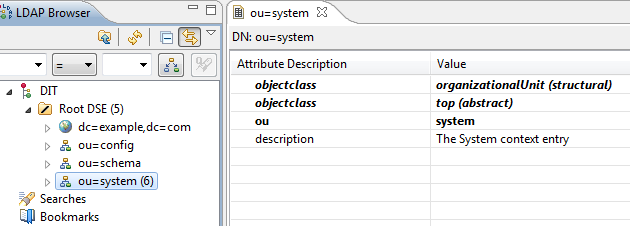 LDAP Browser
=
DIT
Root DSE (5)
dc=example,dc=com
ou=config
ou=schema
ou=system (6)
Searches
Bookmarks
ou=system
DN: ou=system
Attribute Description Value
objectclass organizationalUnit (structural)
objectclass top (abstract)
ou system
description The System context entry